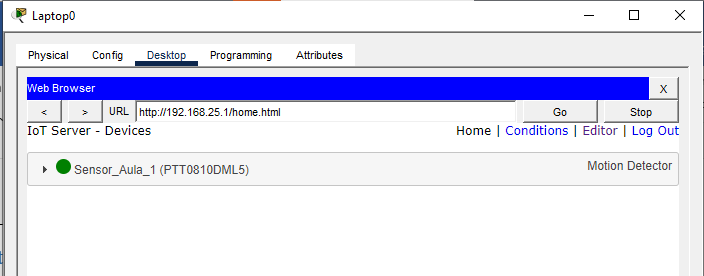 Laptop0
Physical Config Desktop Programming Attributes
Web Browser X
< > URL http://192.168.25.1/home.html Go Stop
IoT Server - Devices Home | Conditions | Editor | Log Out
Sensor_Aula_1 (PTT0810DML5) Motion Detector